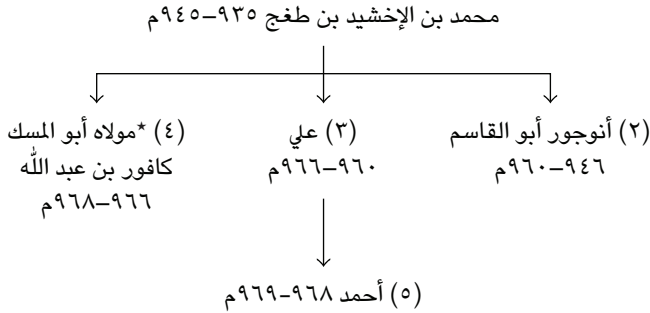 محمد بن الإخشيد بن طغج ٩٣٥–٩٤٥م
(٢) أنوجور أبو القاسم
٩٤٦–٩٦٠م
(٣) علي
٩٦٠–٩٦٦م
(٤) *مولاه أبو المسك
كافور بن عبد الله
٩٦٦–٩٦٨م
(٥) أحمد ٩٦٨–٩٦٩م